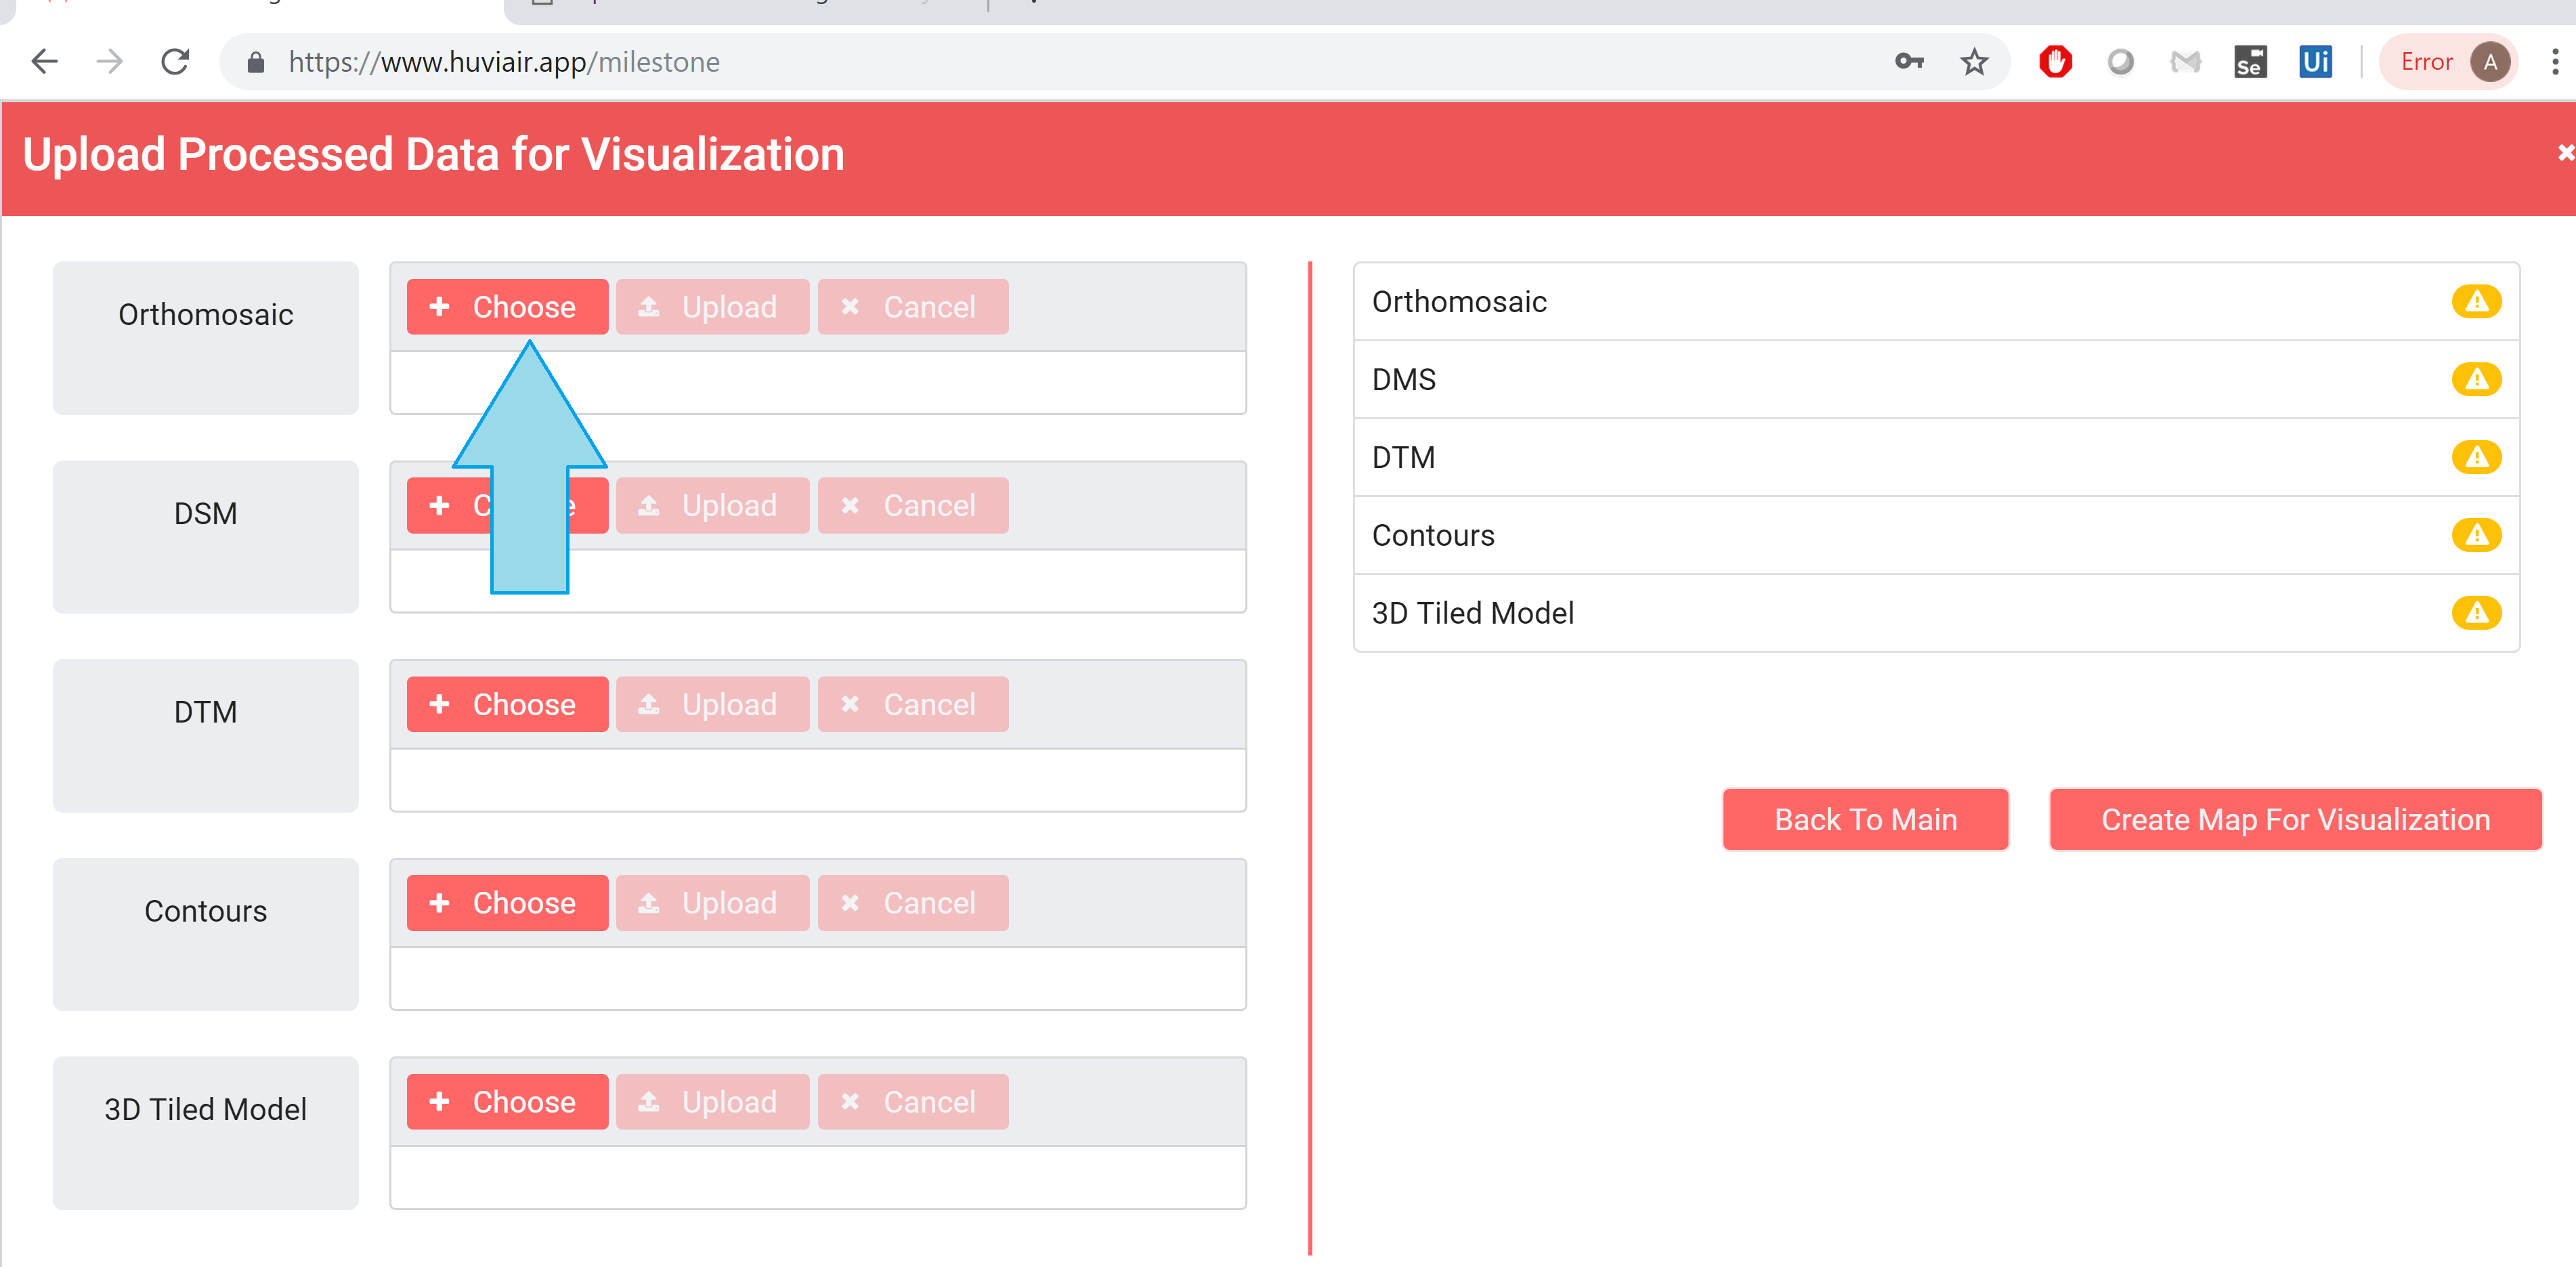 https://www.huviair.app/milestone
Se
Ui
Error
A
Upload Processed Data for Visualization
Orthomosaic
Choose
Upload
Cancel
DSM
Upload
Cancel
DTM
Choose
Upload
Cancel
Contours
Choose
Upload
Cancel
3D Tiled Model
Choose
Upload
Cancel
Orthomosaic
DMS
DTM
Contours
3D Tiled Model
Back To Main
Create Map For Visualization